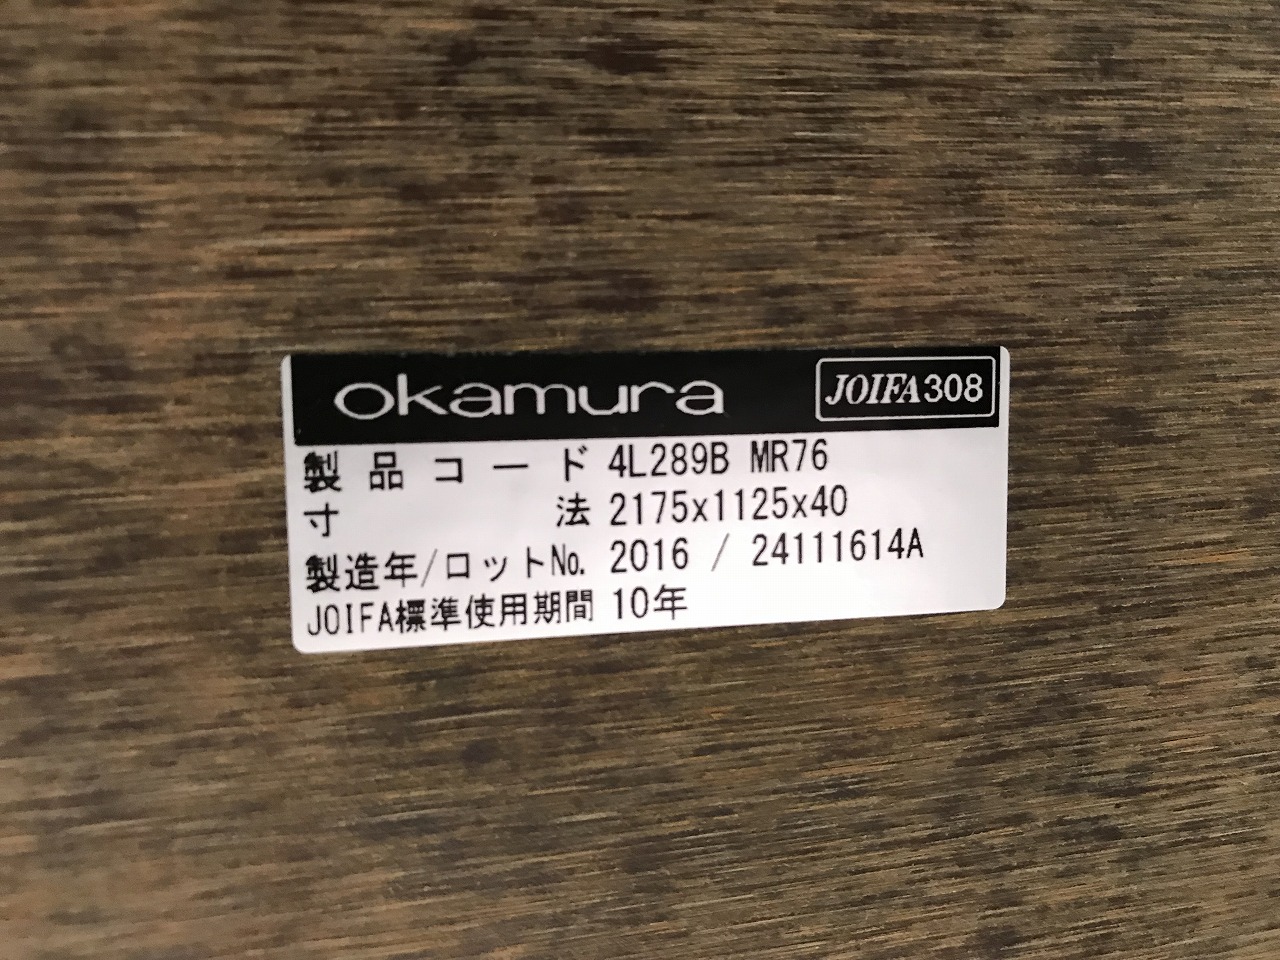 okamura JOIFA308
製品コード 4L289B MR76
寸法 2175x1125x40
製造年/ロットNo. 2016 / 24111614A
JOIFA標準使用期間 10年